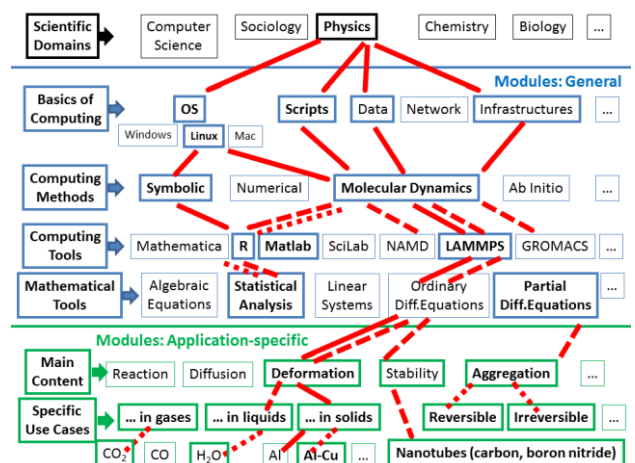 Scientific
Domains
Computer
Science
Sociology
Physics
Chemistry
Biology
...
Modules: General
Basics of
Computing
OS
Scripts
Data
Network
Infrastructures
...
Windows
Linux
Mac
Computing
Methods
Symbolic
Numerical
Molecular Dynamics
Ab Initio
...
Computing
Tools
Mathematica
R
Matlab
SciLab
NAMD
LAMMPS
GROMACS
...
Mathematical
Tools
Algebraic
Equations
Statistical
Analysis
Linear
Systems
Ordinary
Diff.Equations
Partial
Diff.Equations
...
Modules: Application-specific
Main
Content
Reaction
Diffusion
Deformation
Stability
Aggregation
...
Specific
Use Cases
... in gases
... in liquids
... in solids
Reversible
Irreversible
...
CO2
CO
H2O
Al
Al-Cu
...
Nanotubes (carbon, boron nitride)